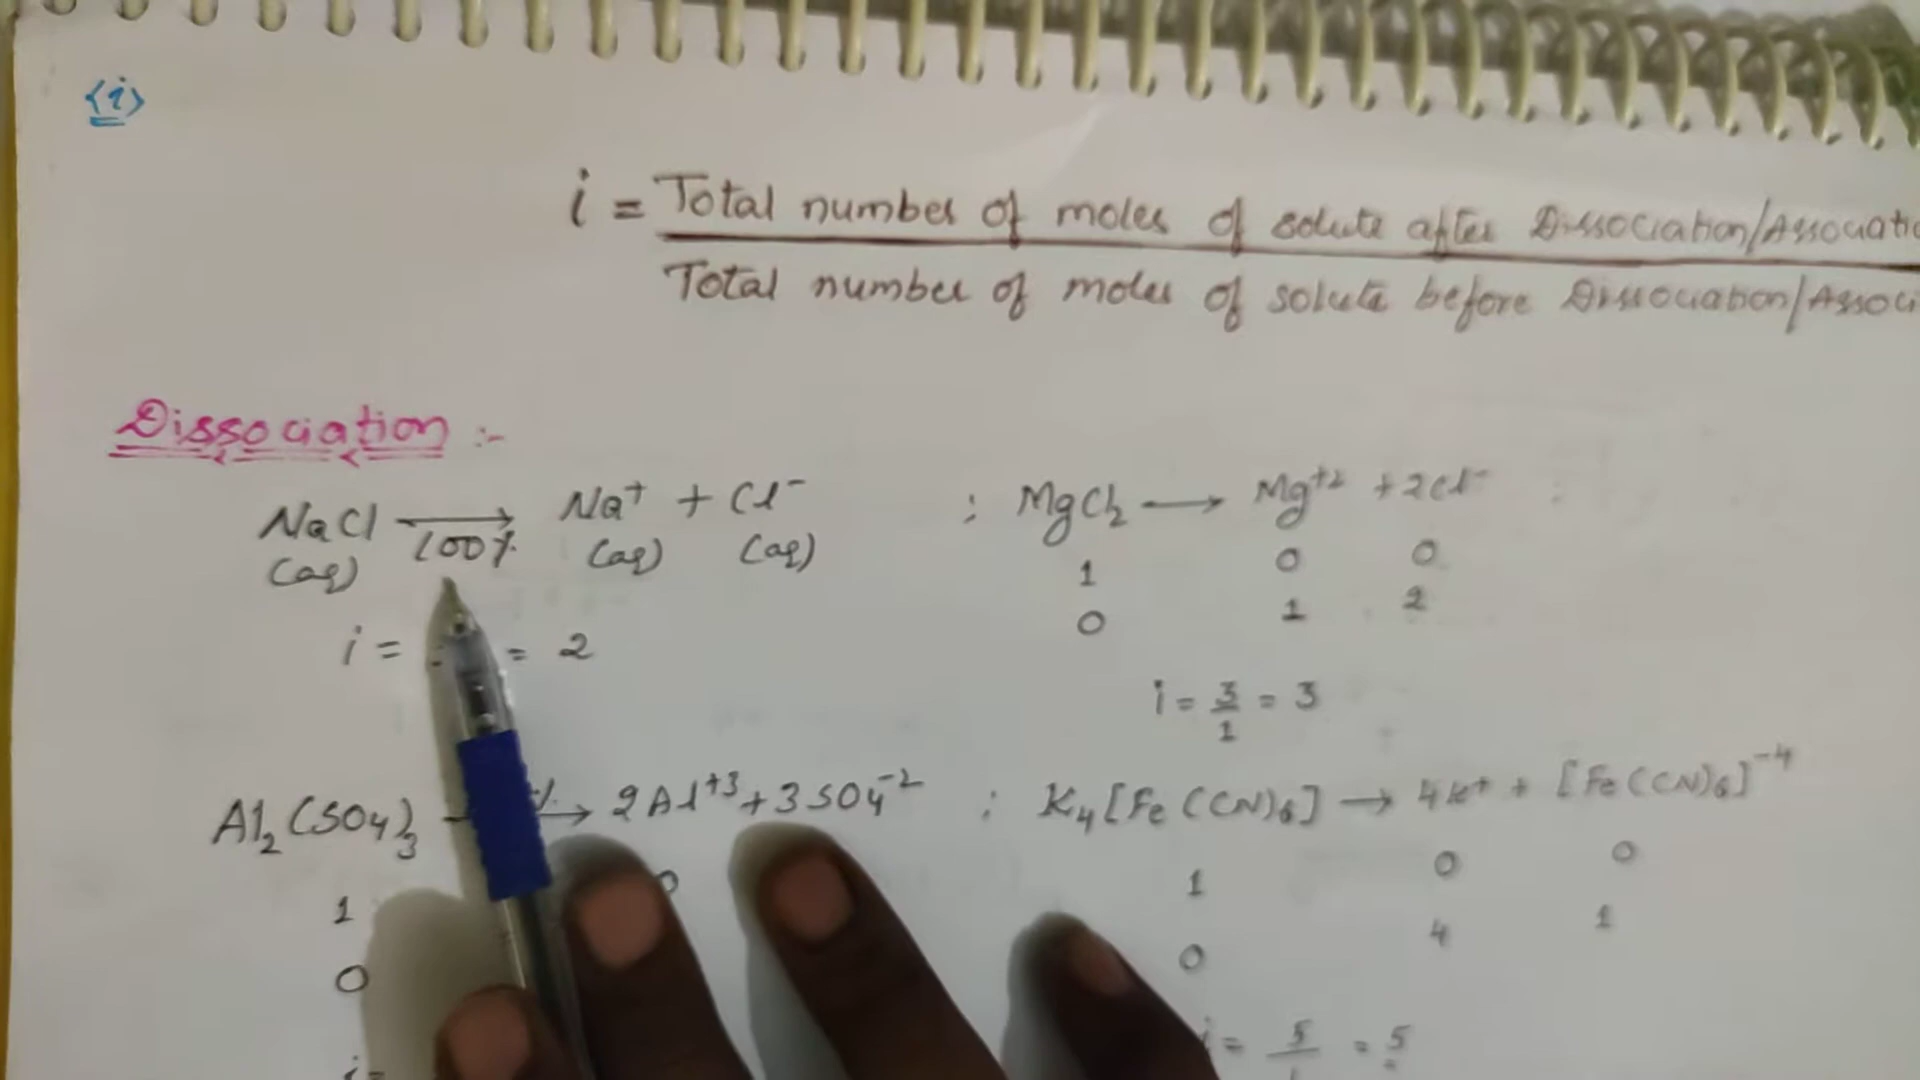 <i>
i = Total number of moles of solute after Dissociation/Associatio
Total number of moles of solute before Dissociation/Associ
Dissociation :-
NaCl ⟶ Na⁺ + Cl⁻ ; MgCl₂ ⟶ Mg⁺² + 2Cl⁻
(aq) 100% (aq) (aq)
1 0 0
0 1 2
i = = 2
i = 3/1 = 3
Al₂(SO₄)₃ ⟶ 2Al⁺³ + 3SO₄⁻² ; K₄[Fe(CN)₆] ⟶ 4K⁺ + [Fe(CN)₆]⁻⁴
1 0 1 0 0
0 0 4 1
i =
i = 5/1 = 5